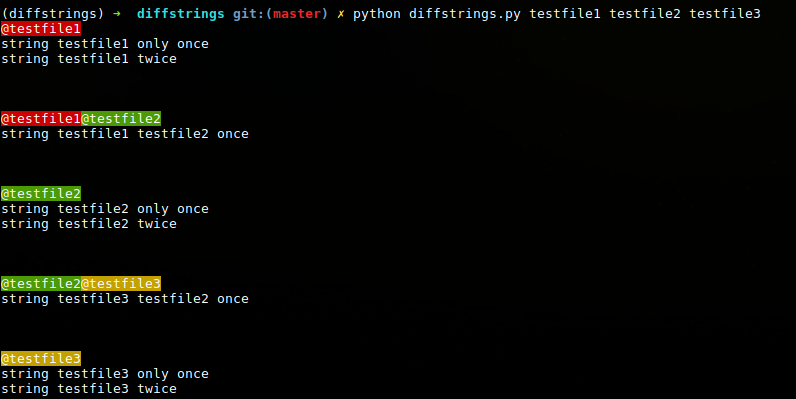 (diffstrings) ➜  diffstrings git:(master) ✗ python diffstrings.py testfile1 testfile2 testfile3
@testfile1
string testfile1 only once
string testfile1 twice
@testfile1@testfile2
string testfile1 testfile2 once
@testfile2
string testfile2 only once
string testfile2 twice
@testfile2@testfile3
string testfile3 testfile2 once
@testfile3
string testfile3 only once
string testfile3 twice